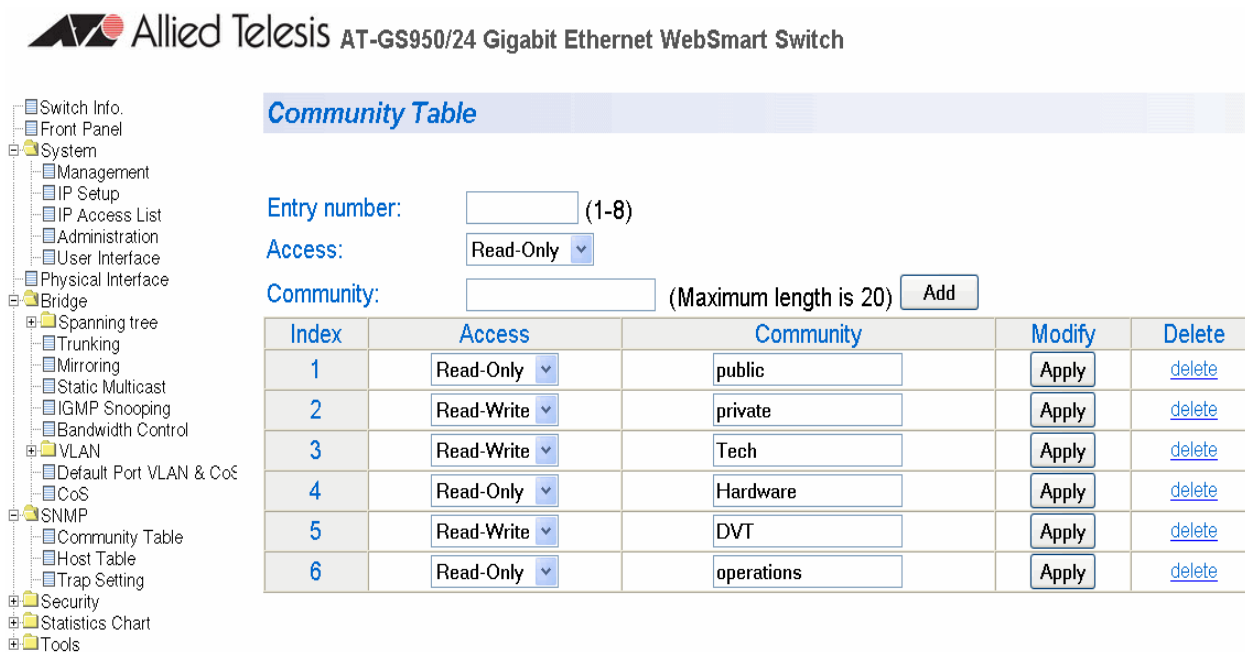 Allied Telesis AT-GS950/24 Gigabit Ethernet WebSmart Switch
Switch Info.
Front Panel
System
Management
IP Setup
IP Access List
Administration
User Interface
Physical Interface
Bridge
Spanning tree
Trunking
Mirroring
Static Multicast
IGMP Snooping
Bandwidth Control
VLAN
Default Port VLAN & CoS
CoS
SNMP
Community Table
Host Table
Trap Setting
Security
Statistics Chart
Tools
Community Table
Entry number: (1-8)
Access: Read-Only
Community: (Maximum length is 20) Add
Index Access Community Modify Delete
1 Read-Only public Apply delete
2 Read-Write private Apply delete
3 Read-Write Tech Apply delete
4 Read-Only Hardware Apply delete
5 Read-Write DVT Apply delete
6 Read-Only operations Apply delete